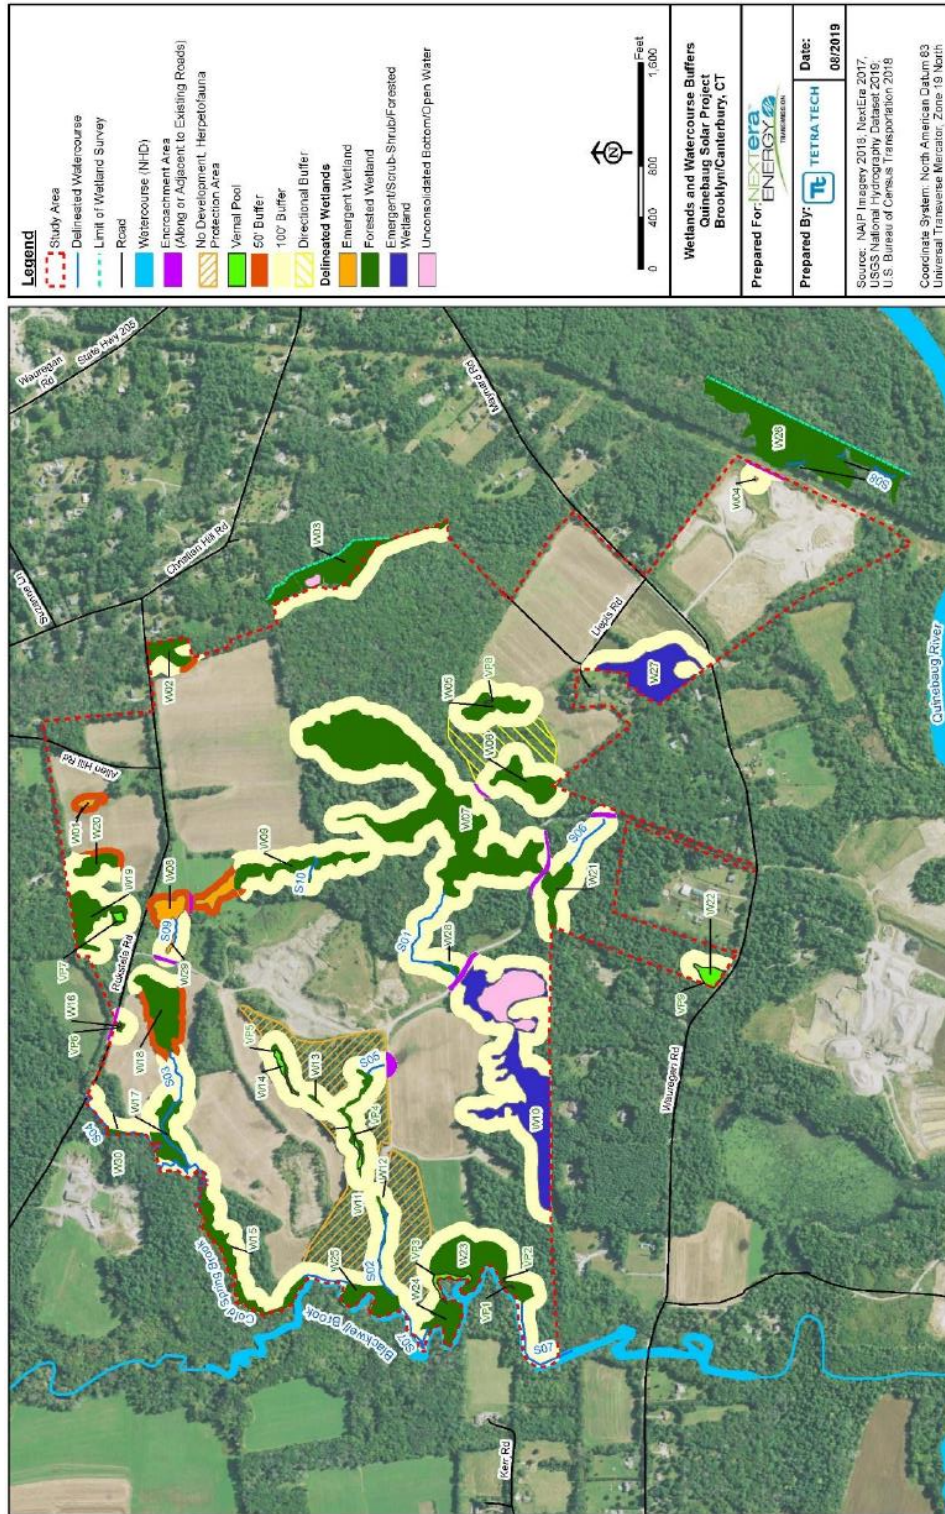 Legend
Study Area
Delineated Watercourse
Limit of Wetland Survey
Road
Watercourse (NHD)
Encroachment Area
(Along or Adjacent to Existing Roads)
No Development, Herpetofauna
Protection Area
Vernal Pool
50' Buffer
100' Buffer
Directional Buffer
Delineated Wetlands
Emergent Wetland
Forested Wetland
Emergent/Scrub-Shrub/Forested
Wetland
Unconsolidated Bottom/Open Water
N
0 400 800 1,600
Feet
Wetlands and Watercourse Buffers
Quinebaug Solar Project
Brooklyn/Canterbury, CT
Prepared For: NEXTera
ENERGY
Prepared By: TETRA TECH
Date:
08/2019
Source: NAIP Imagery 2018, NextEra 2017,
USGS National Hydrography Dataset 2019;
U.S. Bureau of Census Transportation 2018
Coordinate System: North American Datum 83
Universal Transverse Mercator, Zone 19 North
Wauregan
Rd
State Hwy 205
Suzanne Ln
Christian Hill Rd
Allen Hill Rd
Rukstela Rd
Maynard Rd
Liepis Rd
Wauregan Rd
Kerr Rd
Quinebaug River
Cold Spring Brook
Blackwell Brook
W01
W20
W19
VP7
W16
VP6
W02
W03
W08
S09
W29
W18
S03
W17
S04
W30
W15
W09
S10
W07
S01
W28
W05
VP8
W06
W04
W26
S08
W27
S06
W21
W22
VP9
VP5
W14
W13
S05
VP4
W12
W11
W25
S02
S07
W24
VP3
W23
VP2
VP1
S07
W10